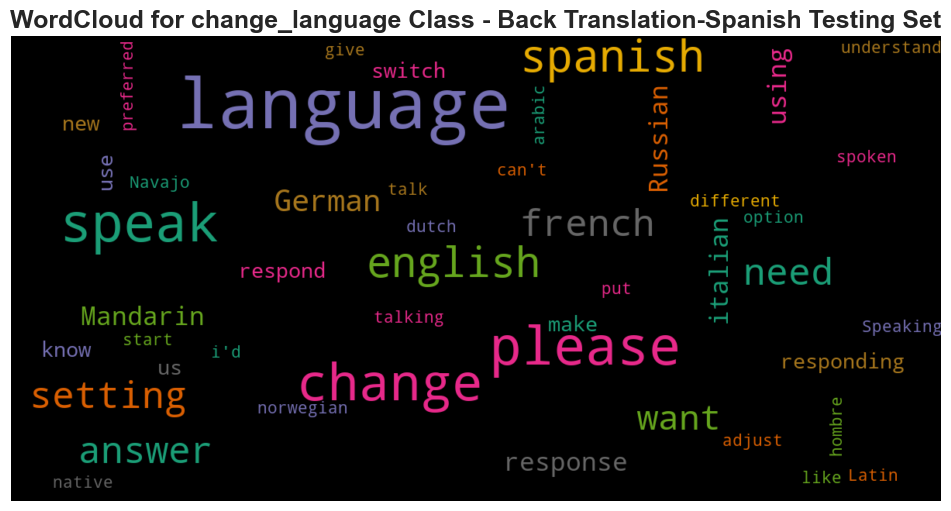 WordCloud for change_language Class - Back Translation-Spanish Testing Set
give
switch
preferred
language
spanish
using
understand
new
arabic
Russian
use
Navajo
can't
spoken
German
talk
different
speak
dutch
french
option
english
italian
need
respond
put
Mandarin
talking
make
Speaking
start
know
i'd
please
us
responding
change
setting
norwegian
want
hombre
answer
adjust
response
native
like
Latin